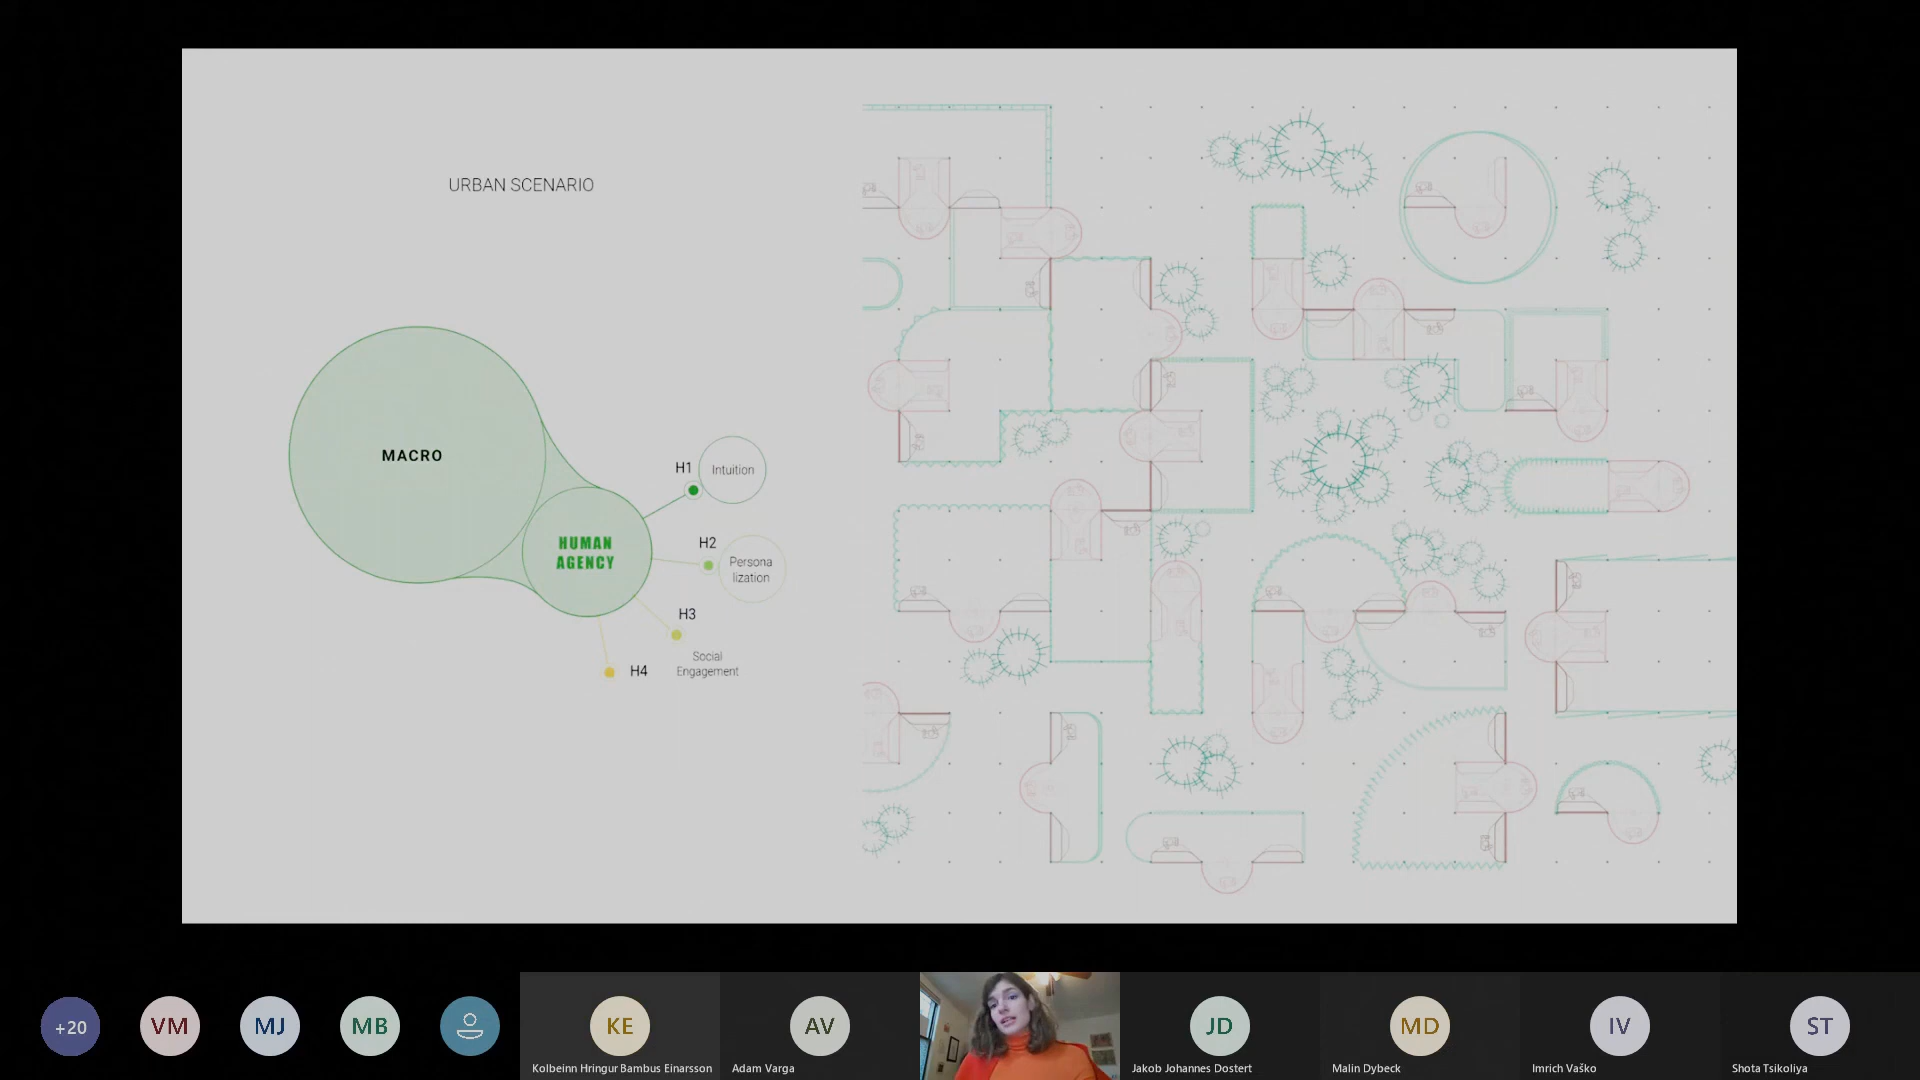 URBAN SCENARIO
MACRO
HUMAN
AGENCY
H1
Intuition
H2
Persona
lization
H3
Social
Engagement
H4
+20
VM
MJ
MB
KE
Kolbeinn Hringur Bambus Einarsson
AV
Adam Varga
JD
Jakob Johannes Dostert
MD
Malin Dybeck
IV
Imrich Vaško
ST
Shota Tsikoliya